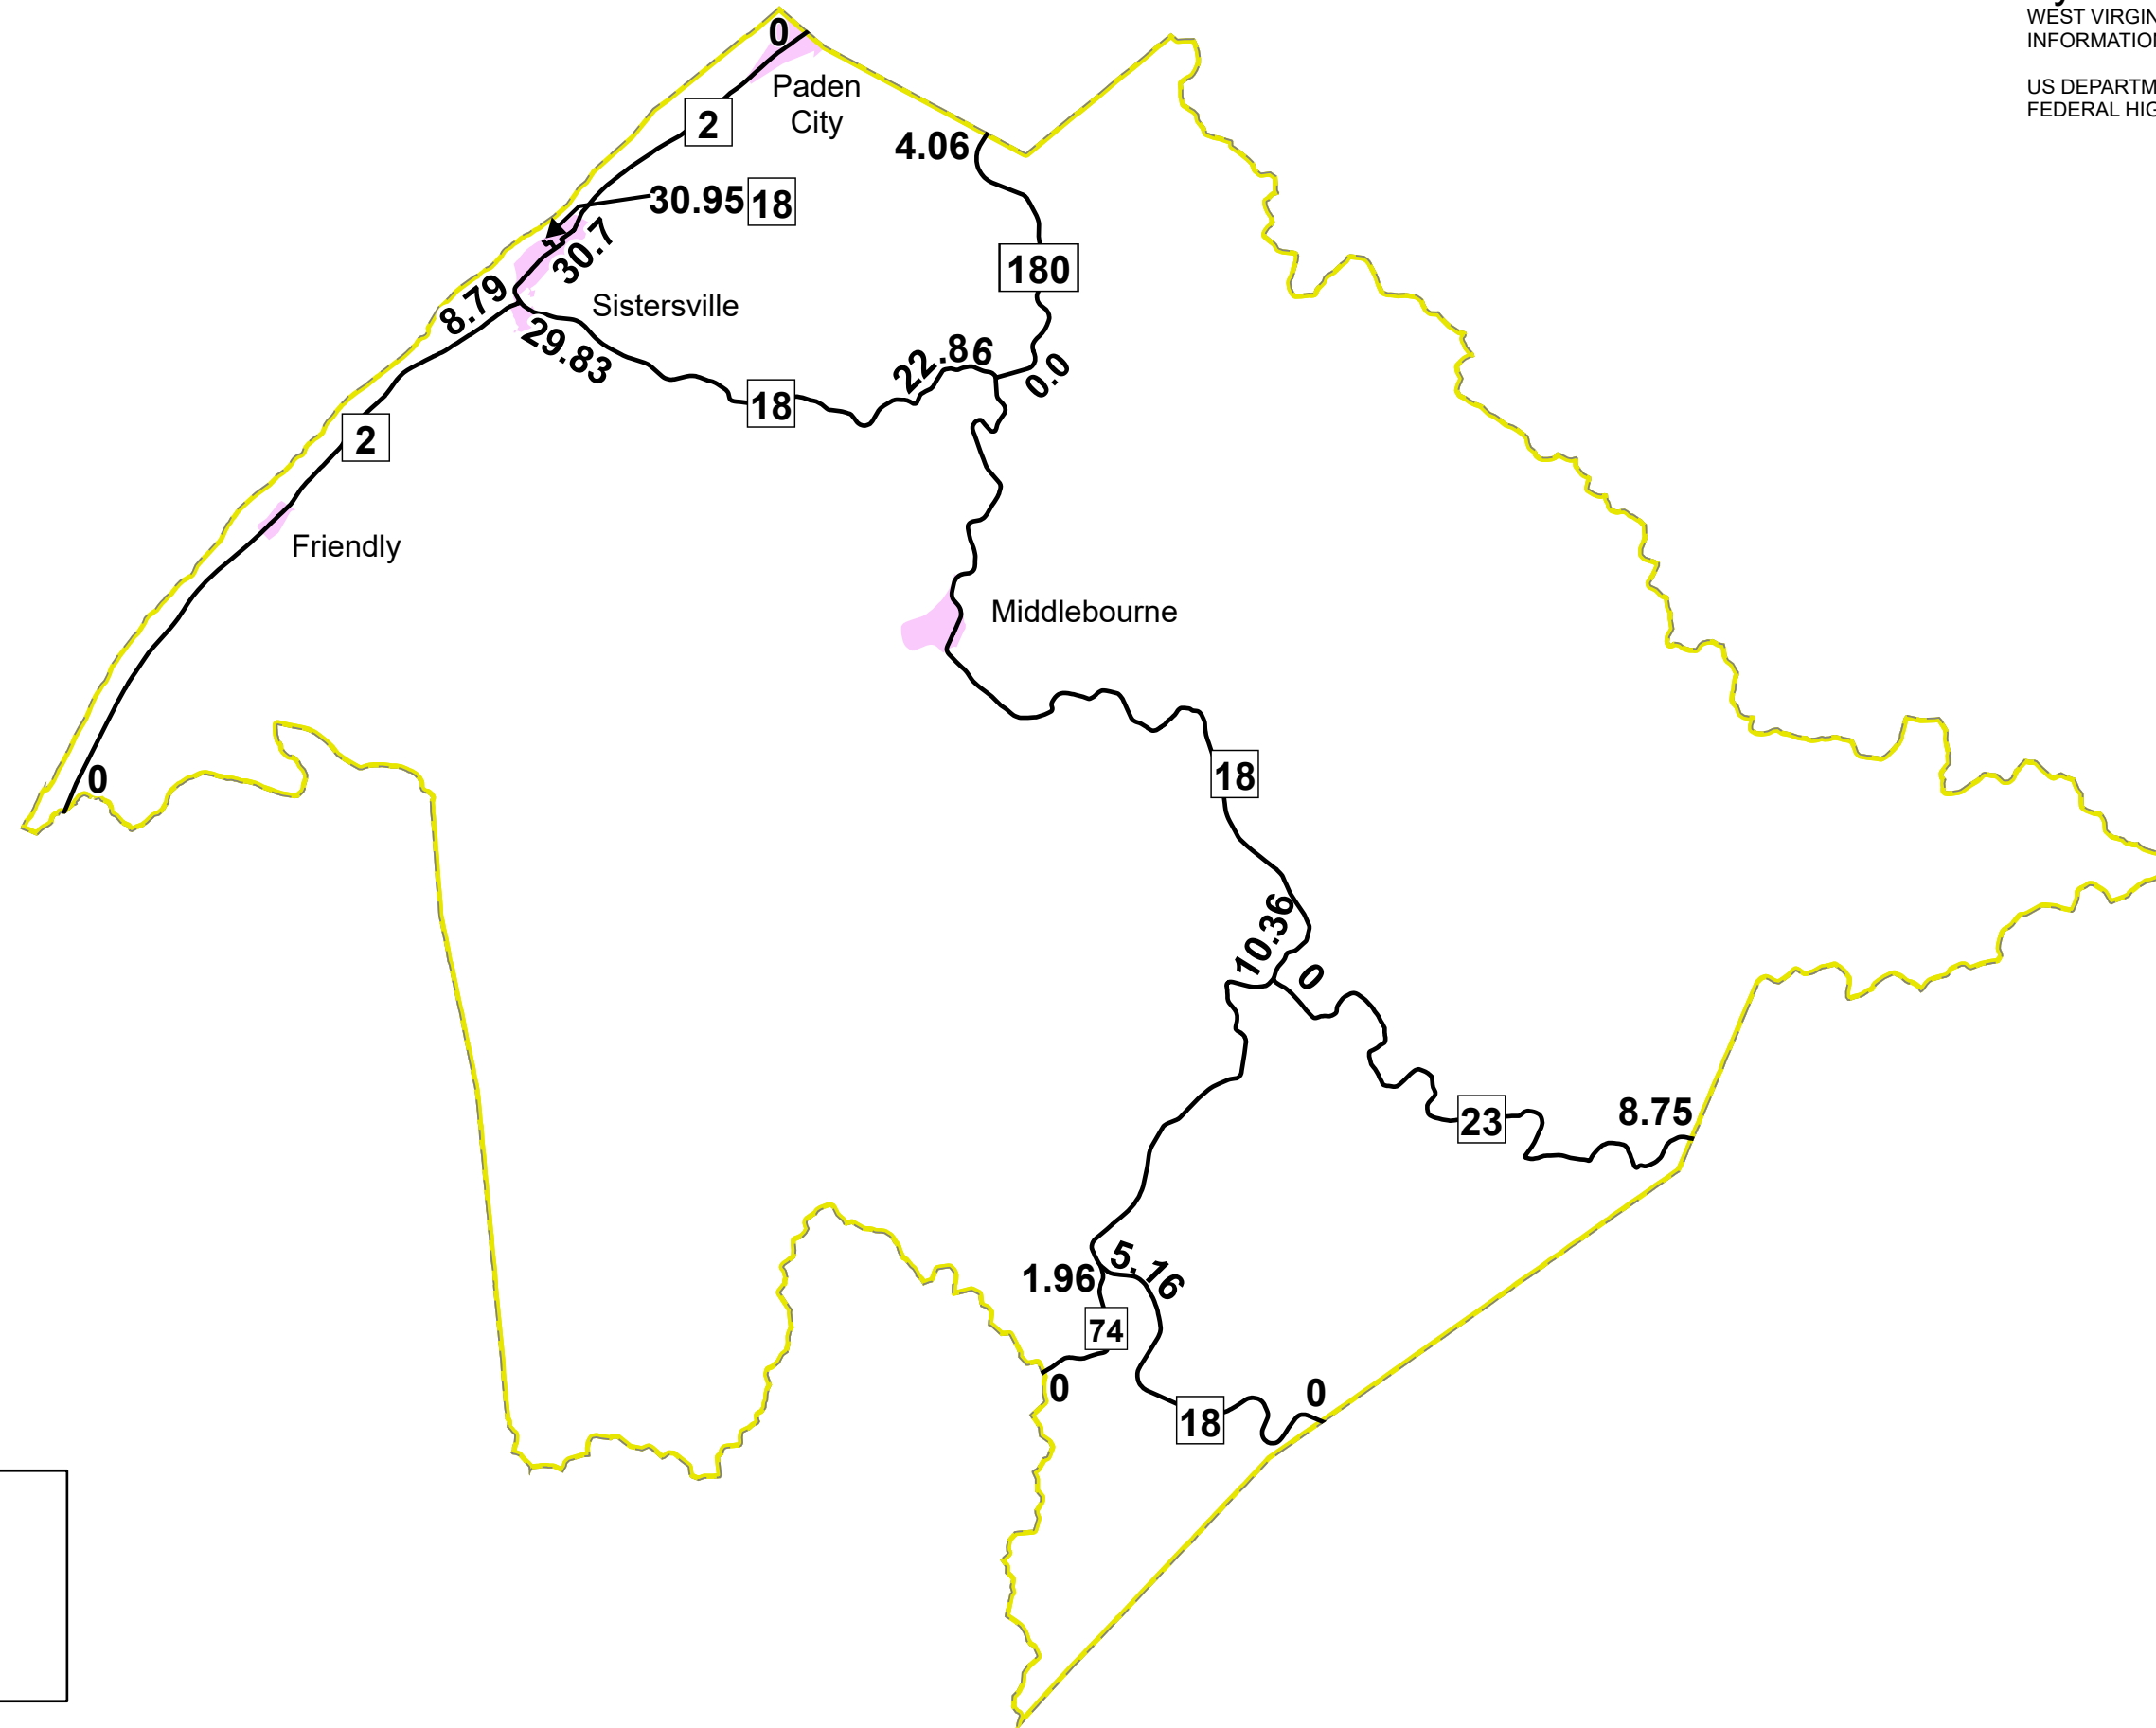 WEST VIRGIN
INFORMATION
US DEPARTM
FEDERAL HIG
0
Paden
City
2
4.06
30.95 18
30.7
180
8.79
Sistersville
29.83
22.86
0.0
18
2
Friendly
Middlebourne
0
18
10.36
0
23
8.75
5.16
1.96
74
0
0
18